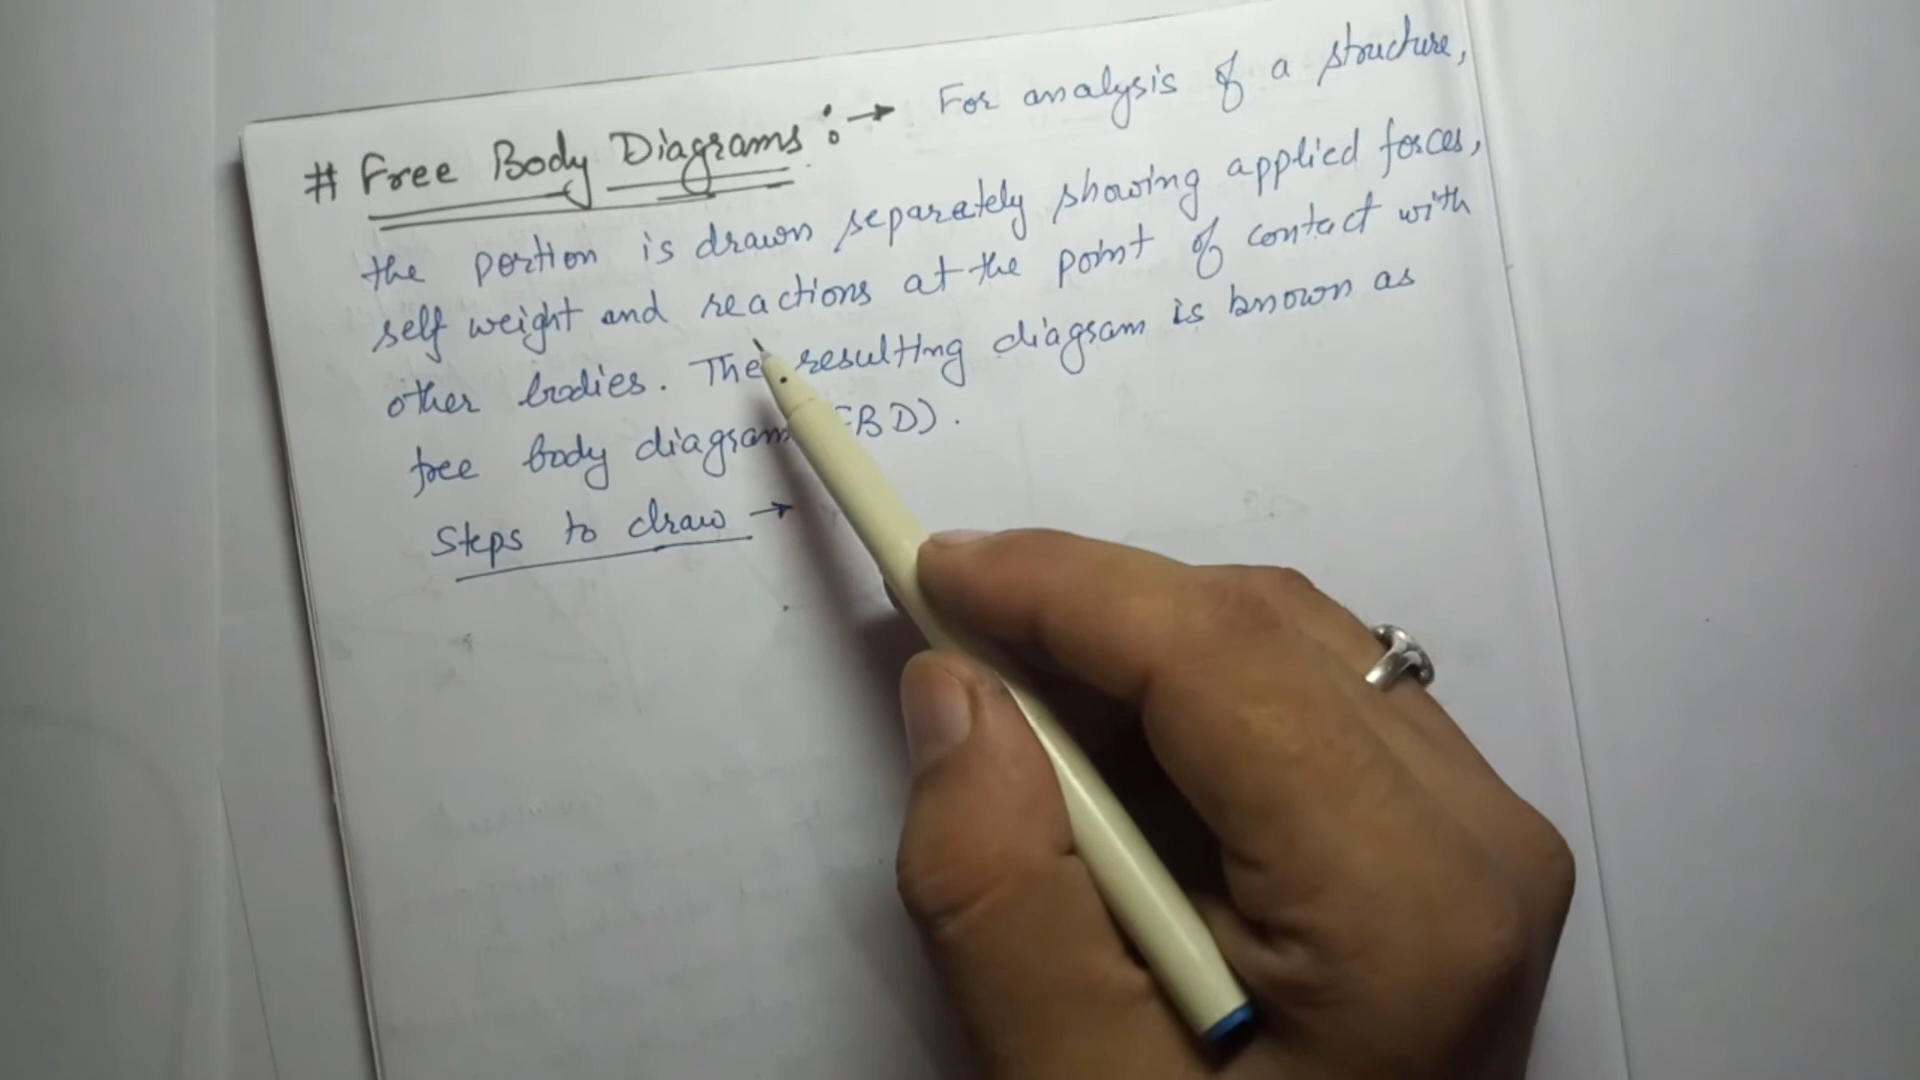 # Free Body Diagrams :→ For analysis of a structure,
the portion is drawn separately showing applied forces,
self weight and reactions at the point of contact with
other bodies. The resulting diagram is known as
free body diagram FBD).
Steps to draw →